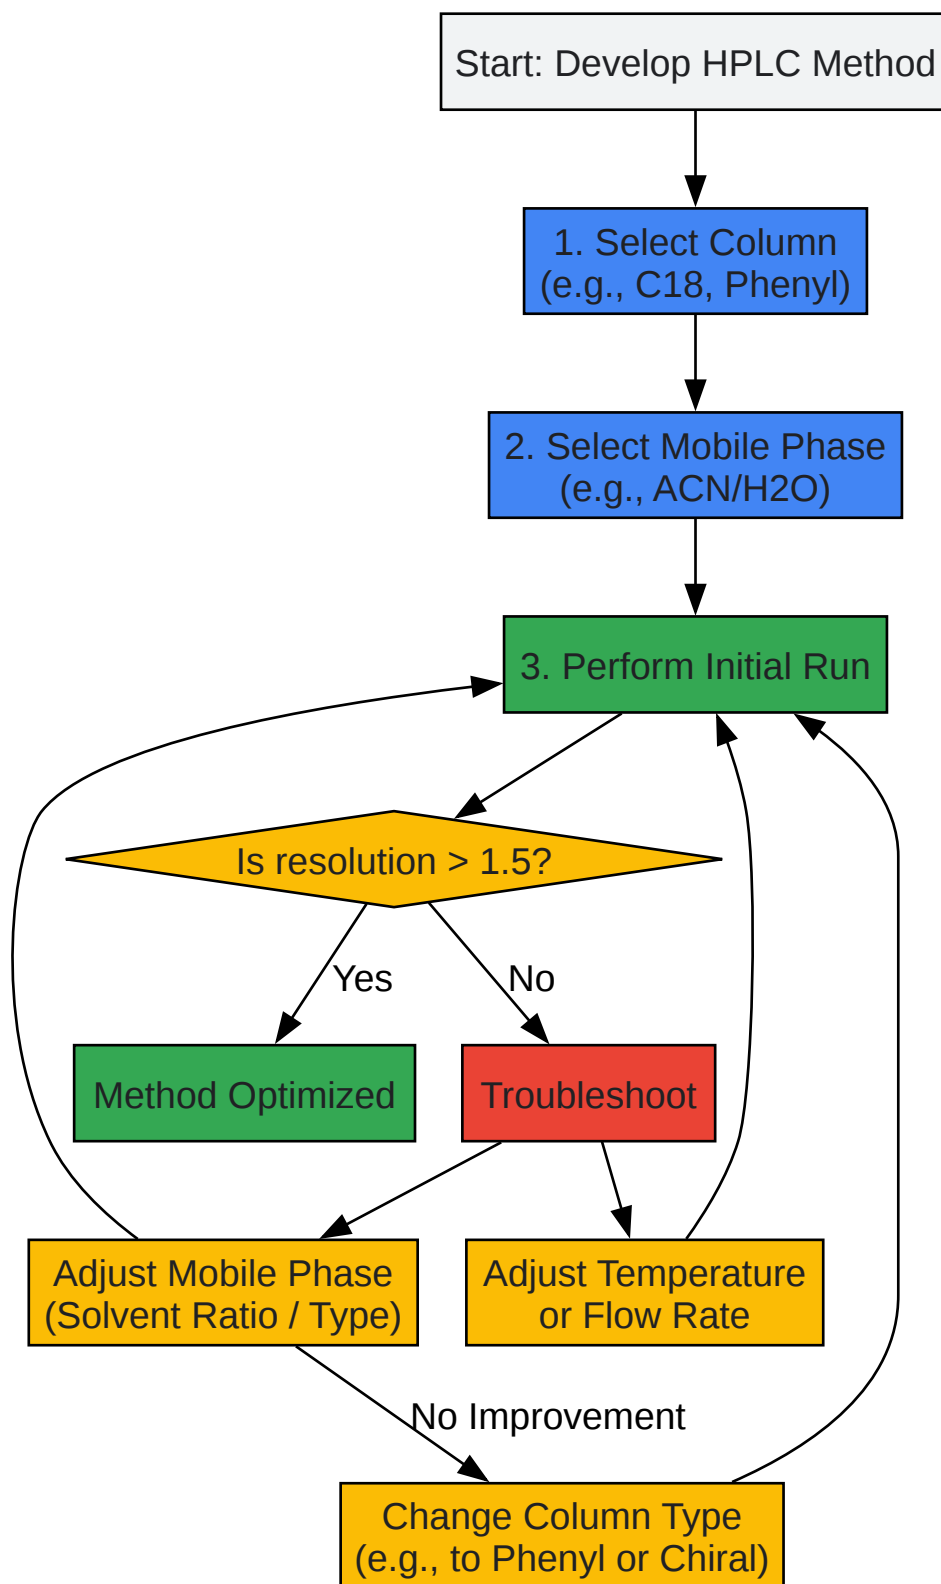 Start: Develop HPLC Method
1. Select Column
(e.g., C18, Phenyl)
2. Select Mobile Phase
(e.g., ACN/H2O)
3. Perform Initial Run
Is resolution > 1.5?
Yes
No
Method Optimized
Troubleshoot
Adjust Mobile Phase
(Solvent Ratio / Type)
Adjust Temperature
or Flow Rate
No Improvement
Change Column Type
(e.g., to Phenyl or Chiral)